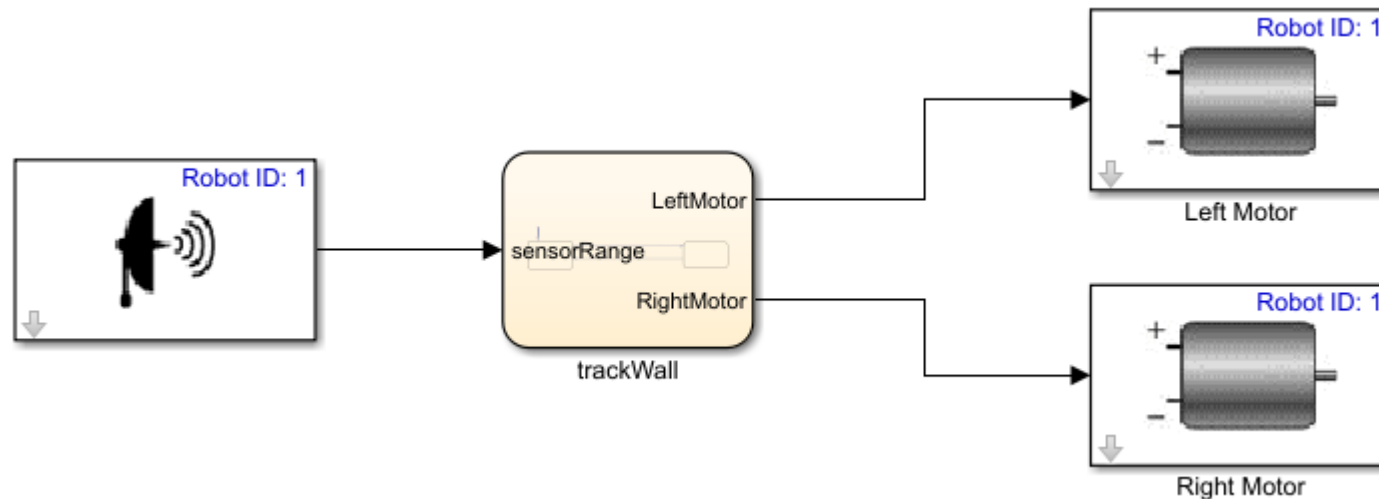 Robot ID: 1
sensorRange
LeftMotor
RightMotor
trackWall
Robot ID: 1
+
−
Left Motor
Robot ID: 1
+
−
Right Motor